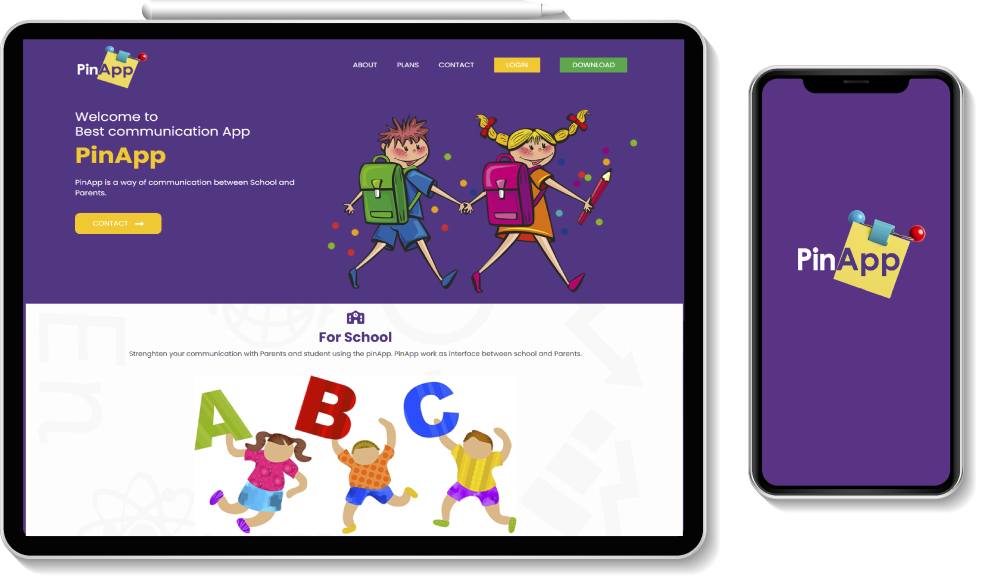 PinApp
ABOUT PLANS CONTACT LOGIN DOWNLOAD
Welcome to
Best communication App
PinApp
PinApp is a way of communication between School and
Parents.
CONTACT
For School
Strenghten your communication with Parents and student using the pinApp. PinApp work as interface between school and Parents.
A B C
En
PinApp